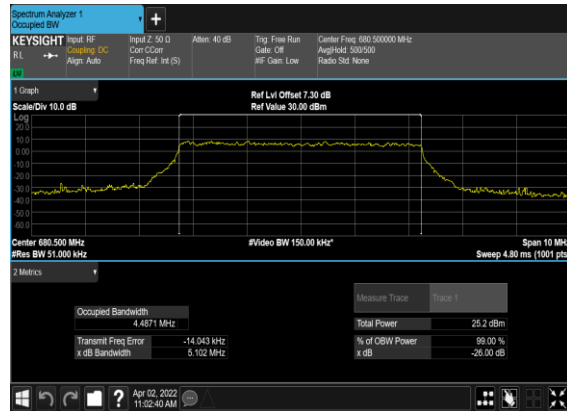 Spectrum Analyzer 1
Occupied BW
KEYSIGHT Input: RF Input Z: 50 Ω Atten: 40 dB Trig: Free Run Center Freq: 680.500000 MHz
RL Coupling: DC Corr CCorr Gate: Off Avg|Hold: 500/500
Align: Auto Freq Ref: Int (S) #IF Gain: Low Radio Std: None
1 Graph
Scale/Div 10.0 dB Ref Lvl Offset 7.30 dB
Ref Value 30.00 dBm
Log
20.0
10.0
0.00
-10.0
-20.0
-30.0
-40.0
-50.0
-60.0
Center 680.500 MHz #Video BW 150.00 kHz* Span 10 MHz
#Res BW 51.000 kHz Sweep 4.80 ms (1001 pts)
2 Metrics
Measure Trace Trace 1
Occupied Bandwidth
4.4871 MHz Total Power 25.2 dBm
Transmit Freq Error -14.043 kHz % of OBW Power 99.00 %
x dB Bandwidth 5.102 MHz x dB -26.00 dB
Apr 02, 2022
11:02:40 AM